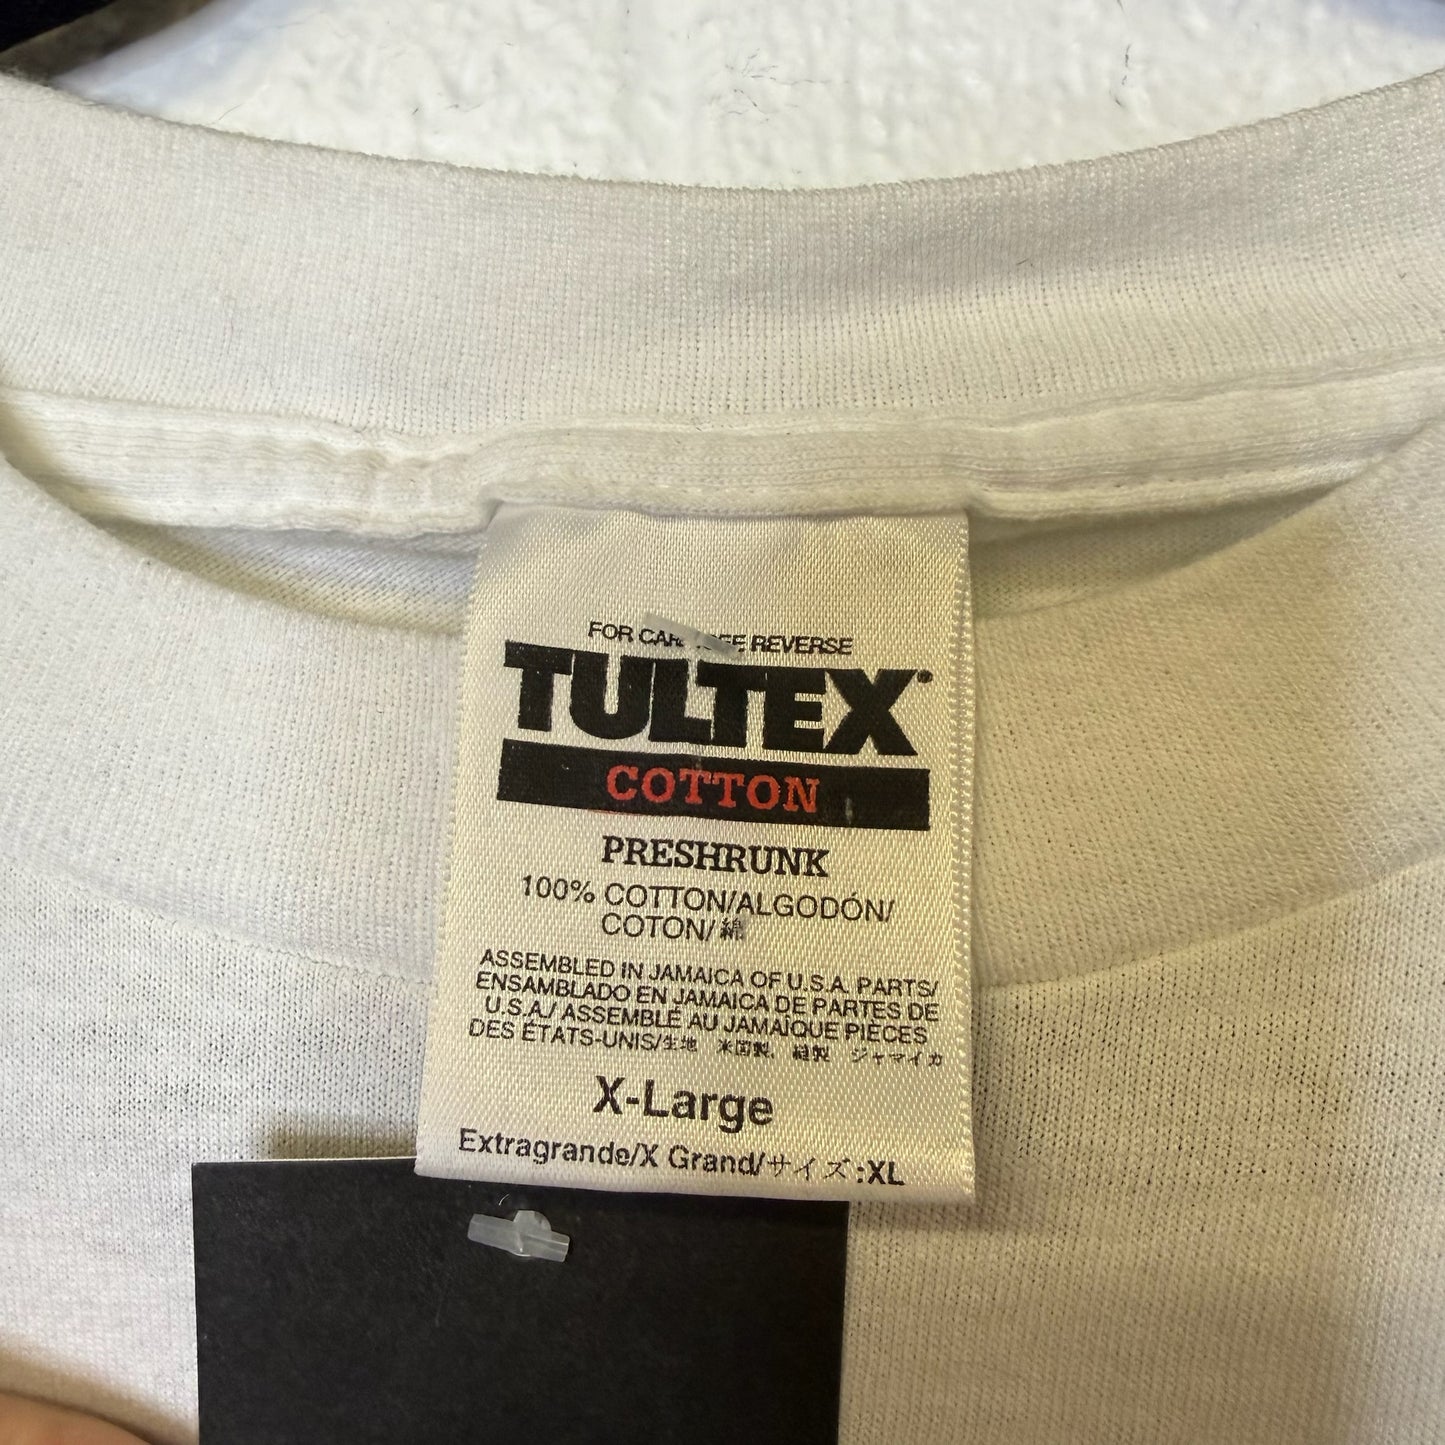 FOR CARE SEE REVERSE
TULTEX®
COTTON
PRESHRUNK
100% COTTON/ALGODÓN/
COTON/綿
ASSEMBLED IN JAMAICA OF U.S.A. PARTS/
ENSAMBLADO EN JAMAICA DE PARTES DE
U.S.A./ ASSEMBLÉ AU JAMAÏQUE PIÈCES
DES ÉTATS-UNIS/生地 米国製, 縫製 ジャマイカ
X-Large
Extragrande/X Grand/サイズ:XL